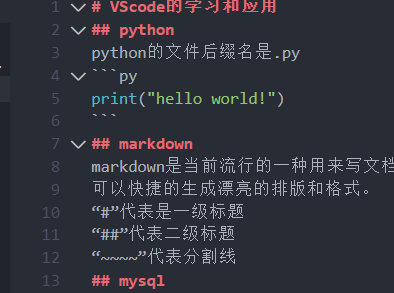 1 # VScode的学习和应用
2 ## python
3 python的文件后缀名是.py
4 ```py
5 print("hello world!")
6 ```
7 ## markdown
8 markdown是当前流行的一种用来写文档
9 可以快捷的生成漂亮的排版和格式。
10 “#”代表是一级标题
11 “##”代表二级标题
12 “~~~~”代表分割线
13 ## mysql